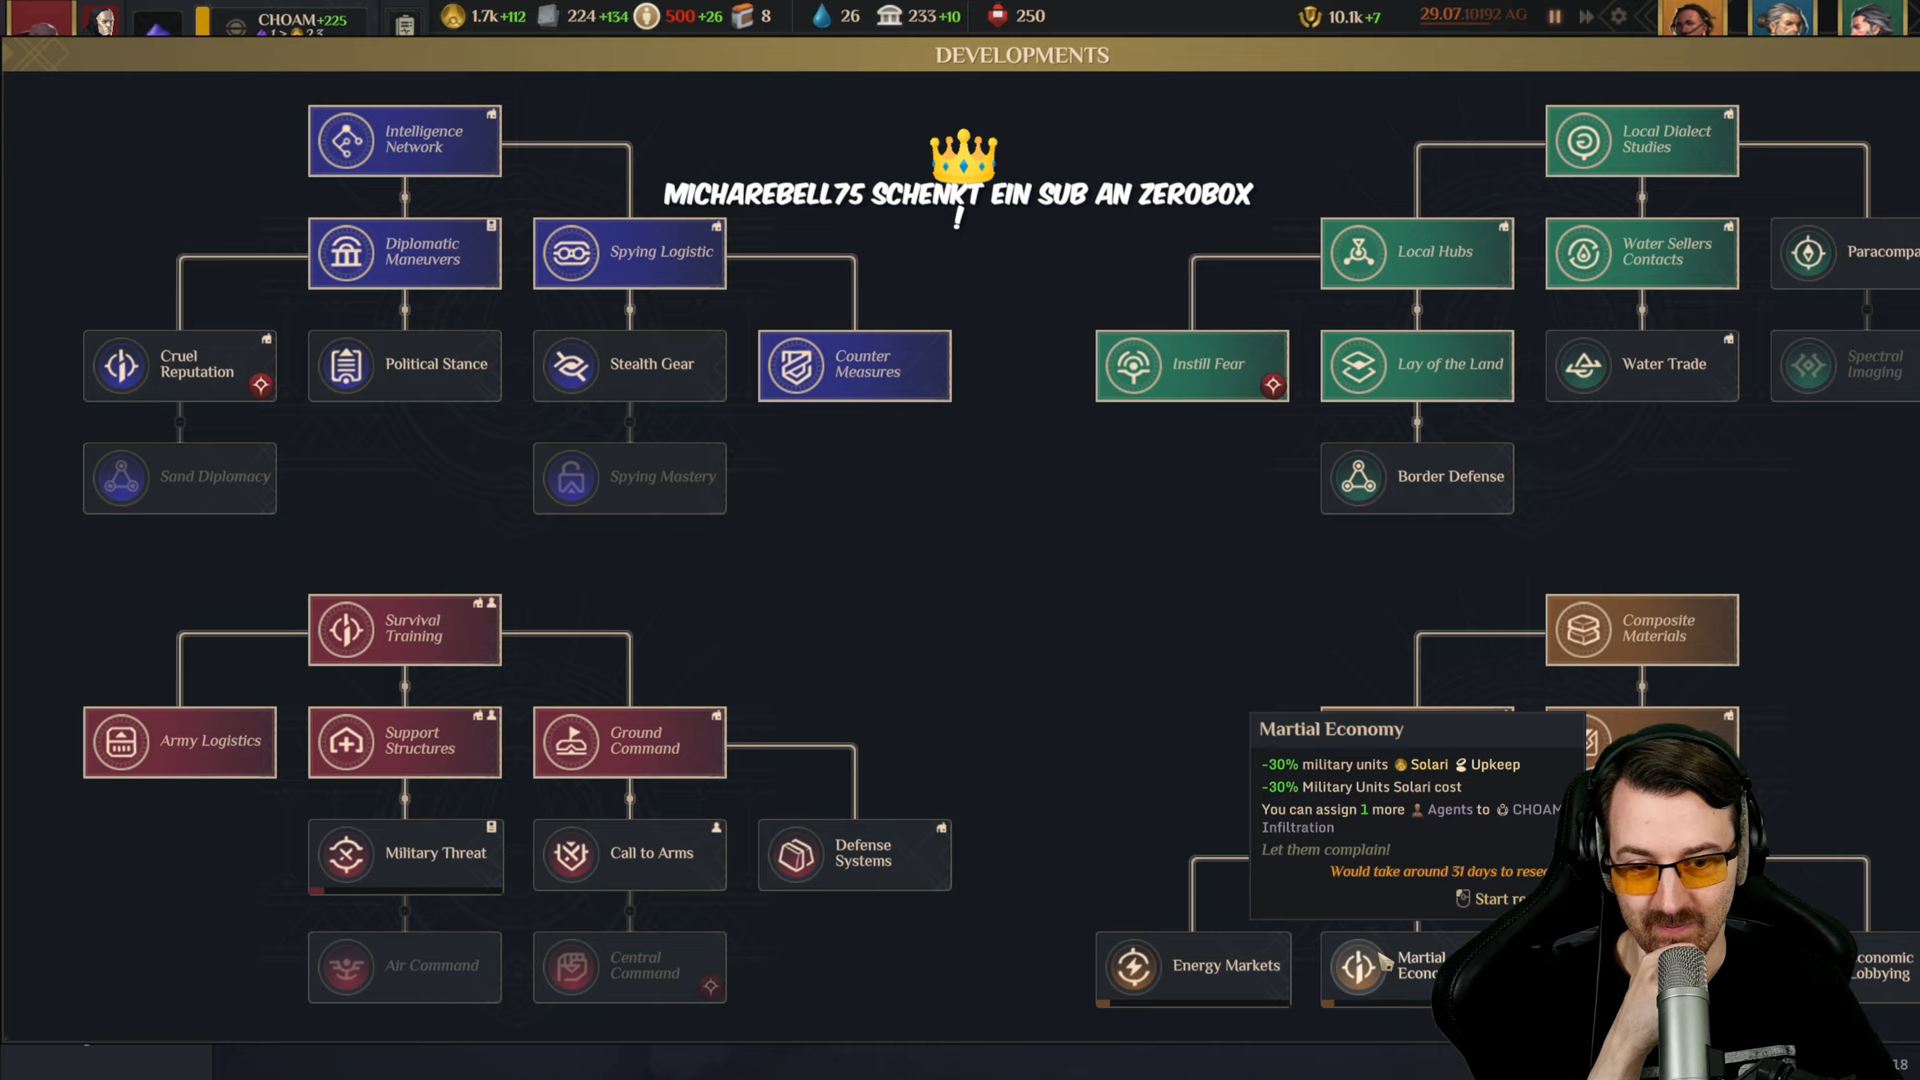 CHOAM+225
1.7k+112
224+134
500+26
8
26
233+10
250
10.1k+7
29.07.10192 AG
DEVELOPMENTS
Intelligence
Network
Diplomatic
Maneuvers
Spying Logistic
Cruel
Reputation
Political Stance
Stealth Gear
Counter
Measures
Sand Diplomacy
Spying Mastery
MICHAREBELL75 SCHENKT EIN SUB AN ZEROBOX
!
Local Dialect
Studies
Local Hubs
Water Sellers
Contacts
Paracompa
Instill Fear
Lay of the Land
Water Trade
Spectral
Imaging
Border Defense
Survival
Training
Army Logistics
Support
Structures
Ground
Command
Military Threat
Call to Arms
Defense
Systems
Air Command
Central
Command
Composite
Materials
Martial Economy
-30% military units Solari Upkeep
-30% Military Units Solari cost
You can assign 1 more Agents to CHOAM
Infiltration
Let them complain!
Would take around 31 days to rese
Start re
Energy Markets
Martial
Econo
conomic
Lobbying